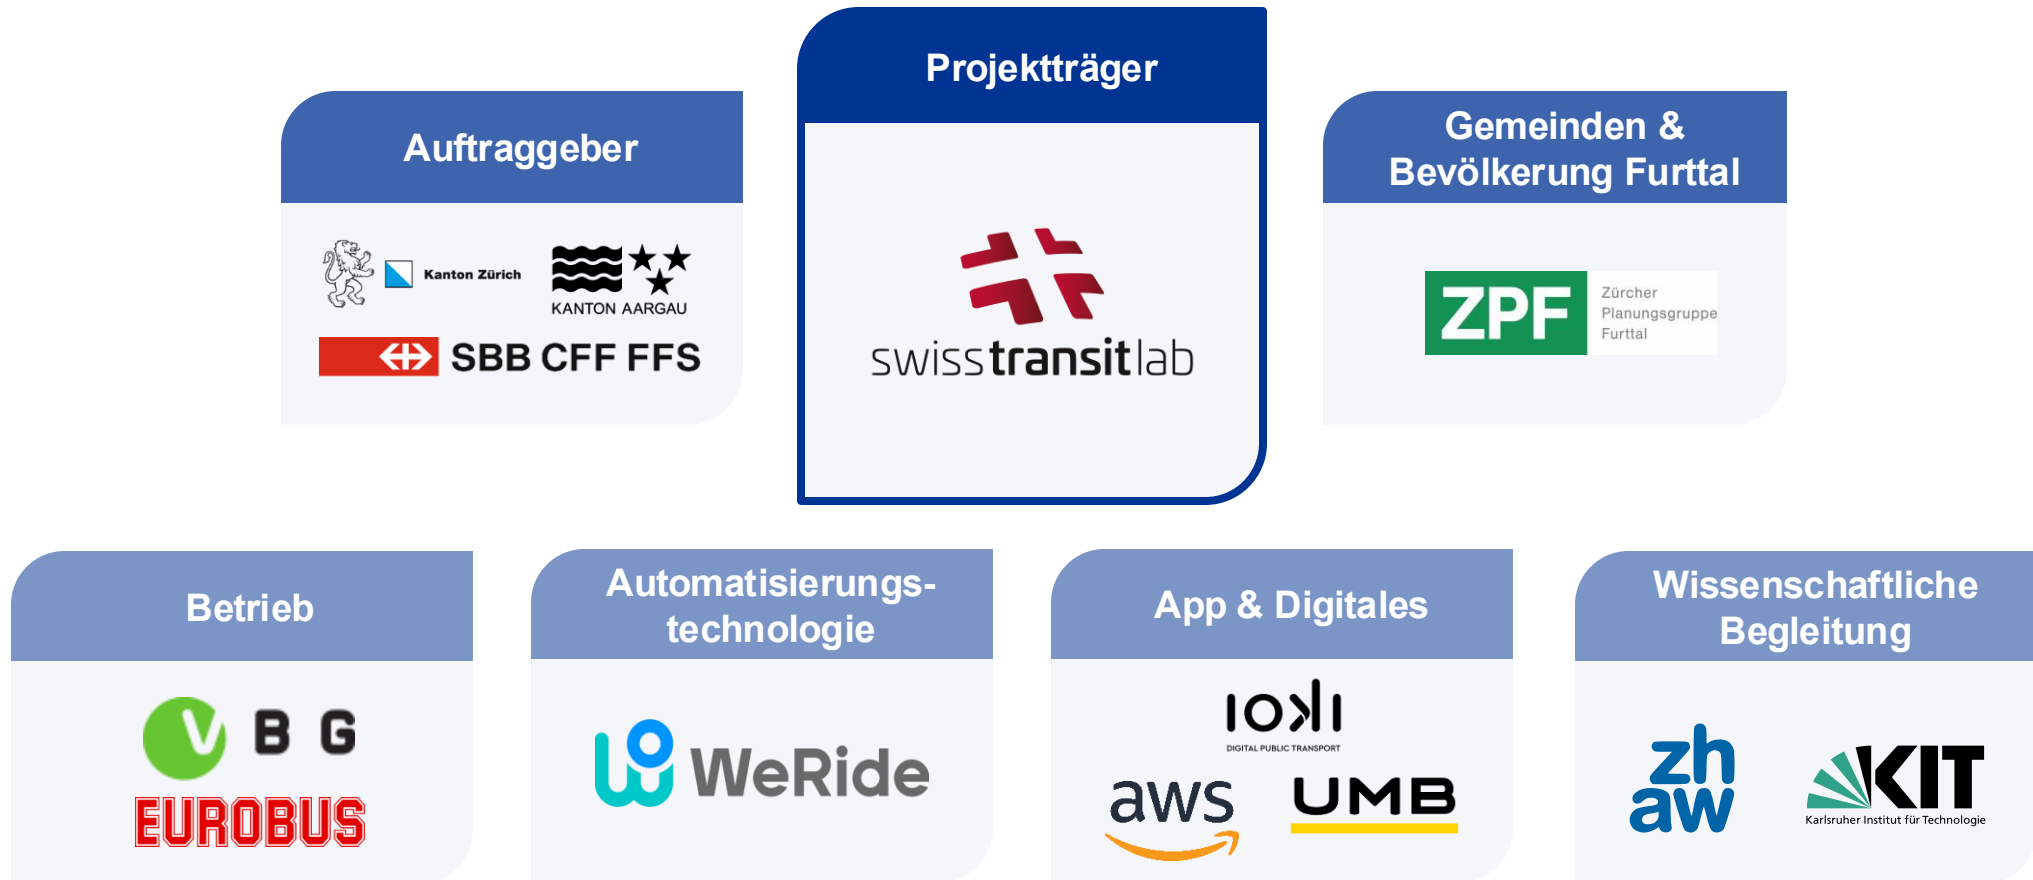 Projektträger
swisstransitlab
Auftraggeber
Kanton Zürich
KANTON AARGAU
SBB CFF FFS
Gemeinden &
Bevölkerung Furttal
ZPF
Zürcher
Planungsgruppe
Furttal
Betrieb
V B G
EUROBUS
Automatisierungs-
technologie
WeRide
App & Digitales
ioki
DIGITAL PUBLIC TRANSPORT
aws
UMB
Wissenschaftliche
Begleitung
zh
aw
KIT
Karlsruher Institut für Technologie